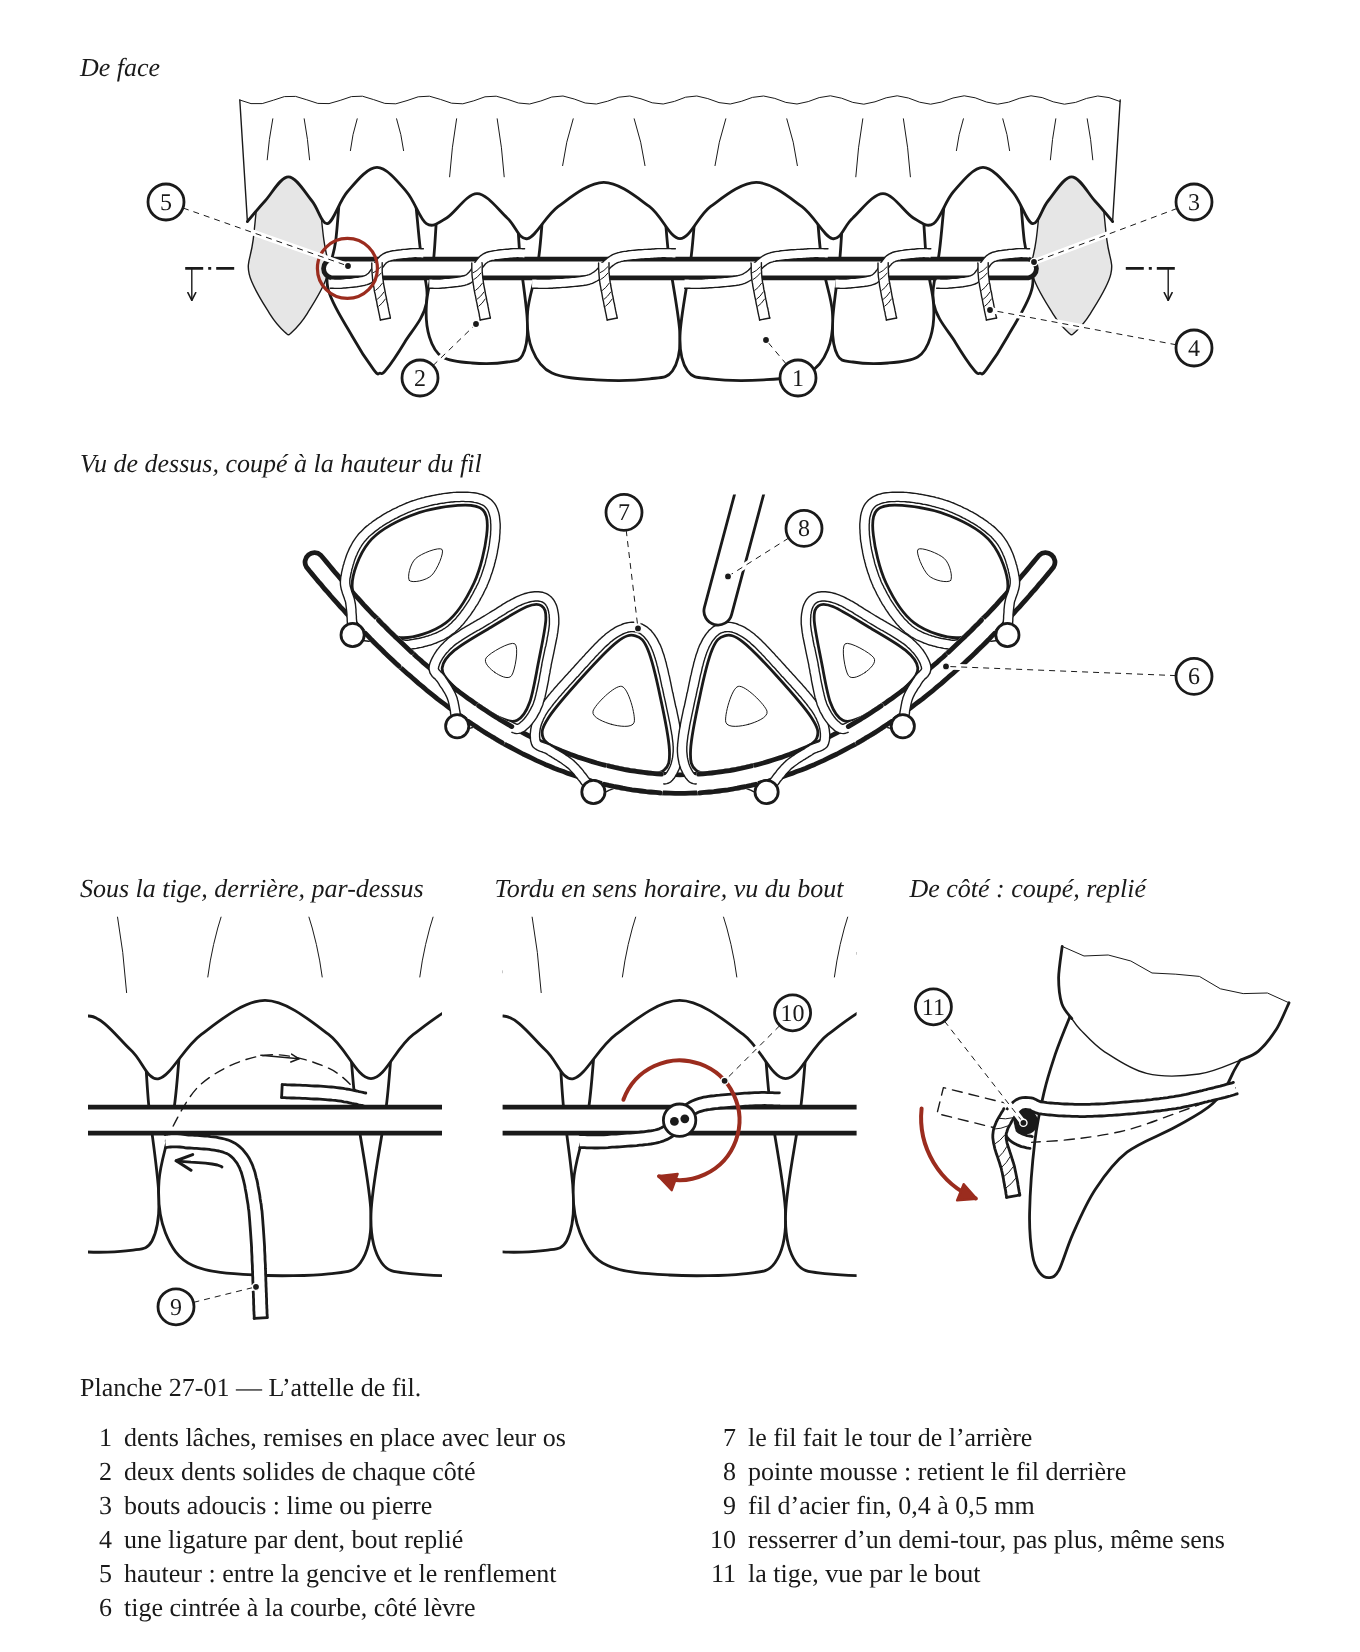 De face
5
3
4
2
1
Vu de dessus, coupé à la hauteur du fil
7
8
6
Sous la tige, derrière, par-dessus
Tordu en sens horaire, vu du bout
De côté : coupé, replié
10
11
9
Planche 27-01 — L’attelle de fil.
1 dents lâches, remises en place avec leur os
2 deux dents solides de chaque côté
3 bouts adoucis : lime ou pierre
4 une ligature par dent, bout replié
5 hauteur : entre la gencive et le renflement
6 tige cintrée à la courbe, côté lèvre
7 le fil fait le tour de l’arrière
8 pointe mousse : retient le fil derrière
9 fil d’acier fin, 0,4 à 0,5 mm
10 resserrer d’un demi-tour, pas plus, même sens
11 la tige, vue par le bout